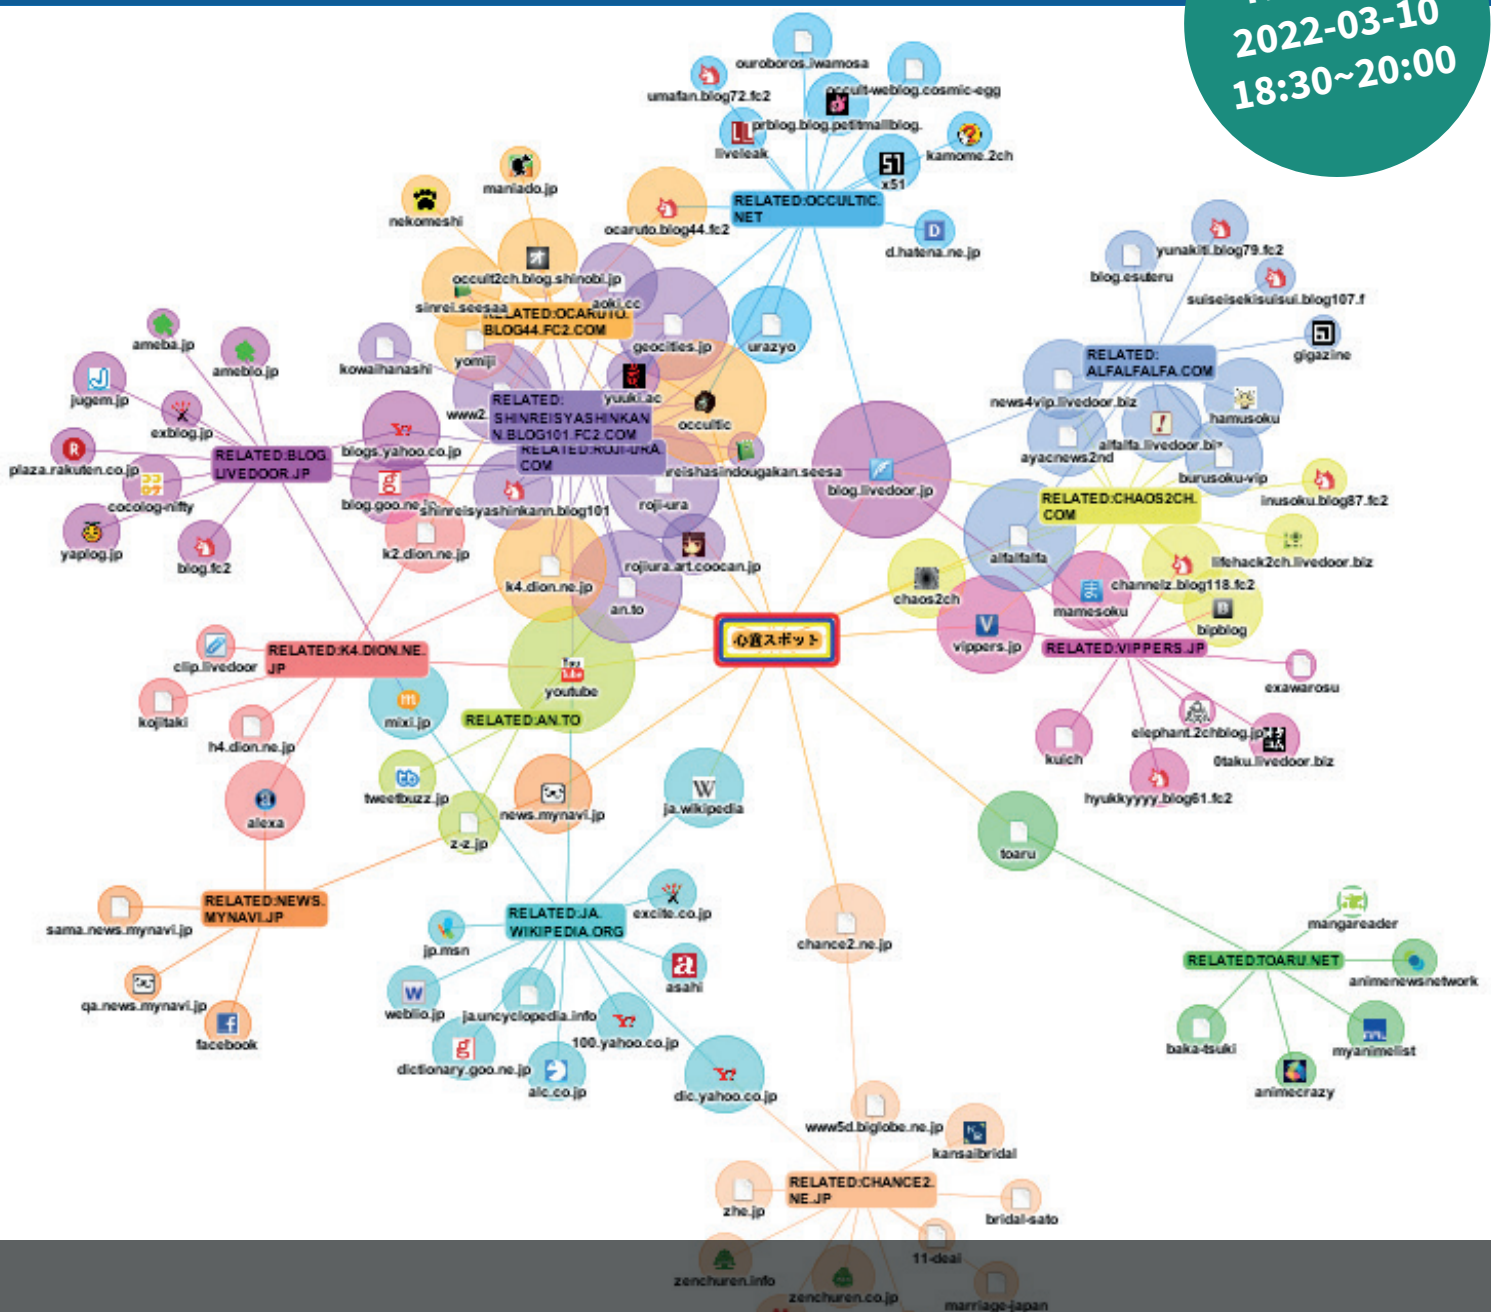 2022-03-10
18:30~20:00
ouroboros.iwamosa
umafan.blog72.fc2
occult-weblog.cosmic-egg
prblog.blog.petitmallblog.
liveleak
kamome.2ch
x51
RELATED:OCCULTIC.
NET
d.hatena.ne.jp
maniado.jp
nekomeshi
ocaruto.blog44.fc2
occult2ch.blog.shinobi.jp
sinrei.seesaa
aoki.cc
RELATED:OCARUTO.
BLOG44.FC2.COM
geocities.jp
urazyo
yomiji
kowaihanashi
yuuki.ac
www2.
occultic
RELATED:
SHINREISYASHINKAN
N.BLOG101.FC2.COM
RELATED:ROJI-URA.
COM
reishasindougakan.seesa
shinreisyashinkann.blog101
roji-ura
rojiura.art.coocan.jp
k4.dion.ne.jp
an.to
ameba.jp
ameblo.jp
jugem.jp
exblog.jp
plaza.rakuten.co.jp
RELATED:BLOG.
LIVEDOOR.JP
blogs.yahoo.co.jp
blog.goo.ne
cocolog-nifty
yaplog.jp
blog.fc2
k2.dion.ne.jp
yunakiti.blog79.fc2
blog.esuteru
suiseisekisuisui.blog107.f
gigazine
RELATED:
ALFALFALFA.COM
news4vip.livedoor.biz
hamusoku
alfalfa.livedoor.biz
ayacnews2nd
burusoku-vip
blog.livedoor.jp
RELATED:CHAOS2CH.
COM
inusoku.blog87.fc2
lifehack2ch.livedoor.biz
alfalfalfa
chaos2ch
channelz.blog118.fc2
mamesoku
bipblog
心霊スポット
vippers.jp
RELATED:VIPPERS.JP
exawarosu
elephant.2chblog.jp
0taku.livedoor.biz
kuich
hyukkyyyy.blog61.fc2
clip.livedoor
RELATED:K4.DION.NE.
JP
kojitaki
h4.dion.ne.jp
mixi.jp
You
Tube
youtube
RELATED:AN.TO
tweetbuzz.jp
z-z.jp
news.mynavi.jp
ja.wikipedia
alexa
toaru
RELATED:NEWS.
MYNAVI.JP
sama.news.mynavi.jp
qa.news.mynavi.jp
facebook
RELATED:JA.
WIKIPEDIA.ORG
excite.co.jp
jp.msn
asahi
weblio.jp
ja.uncyclopedia.info
100.yahoo.co.jp
dictionary.goo.ne.jp
alc.co.jp
dic.yahoo.co.jp
chance2.ne.jp
mangareader
RELATED:TOARU.NET
animenewsnetwork
baka-tsuki
myanimelist
animecrazy
www5d.biglobe.ne.jp
kansaibridal
RELATED:CHANCE2.
NE.JP
zhe.jp
bridal-sato
11-deai
zenchuren.info
zenchuren.co.jp
marriage-japan